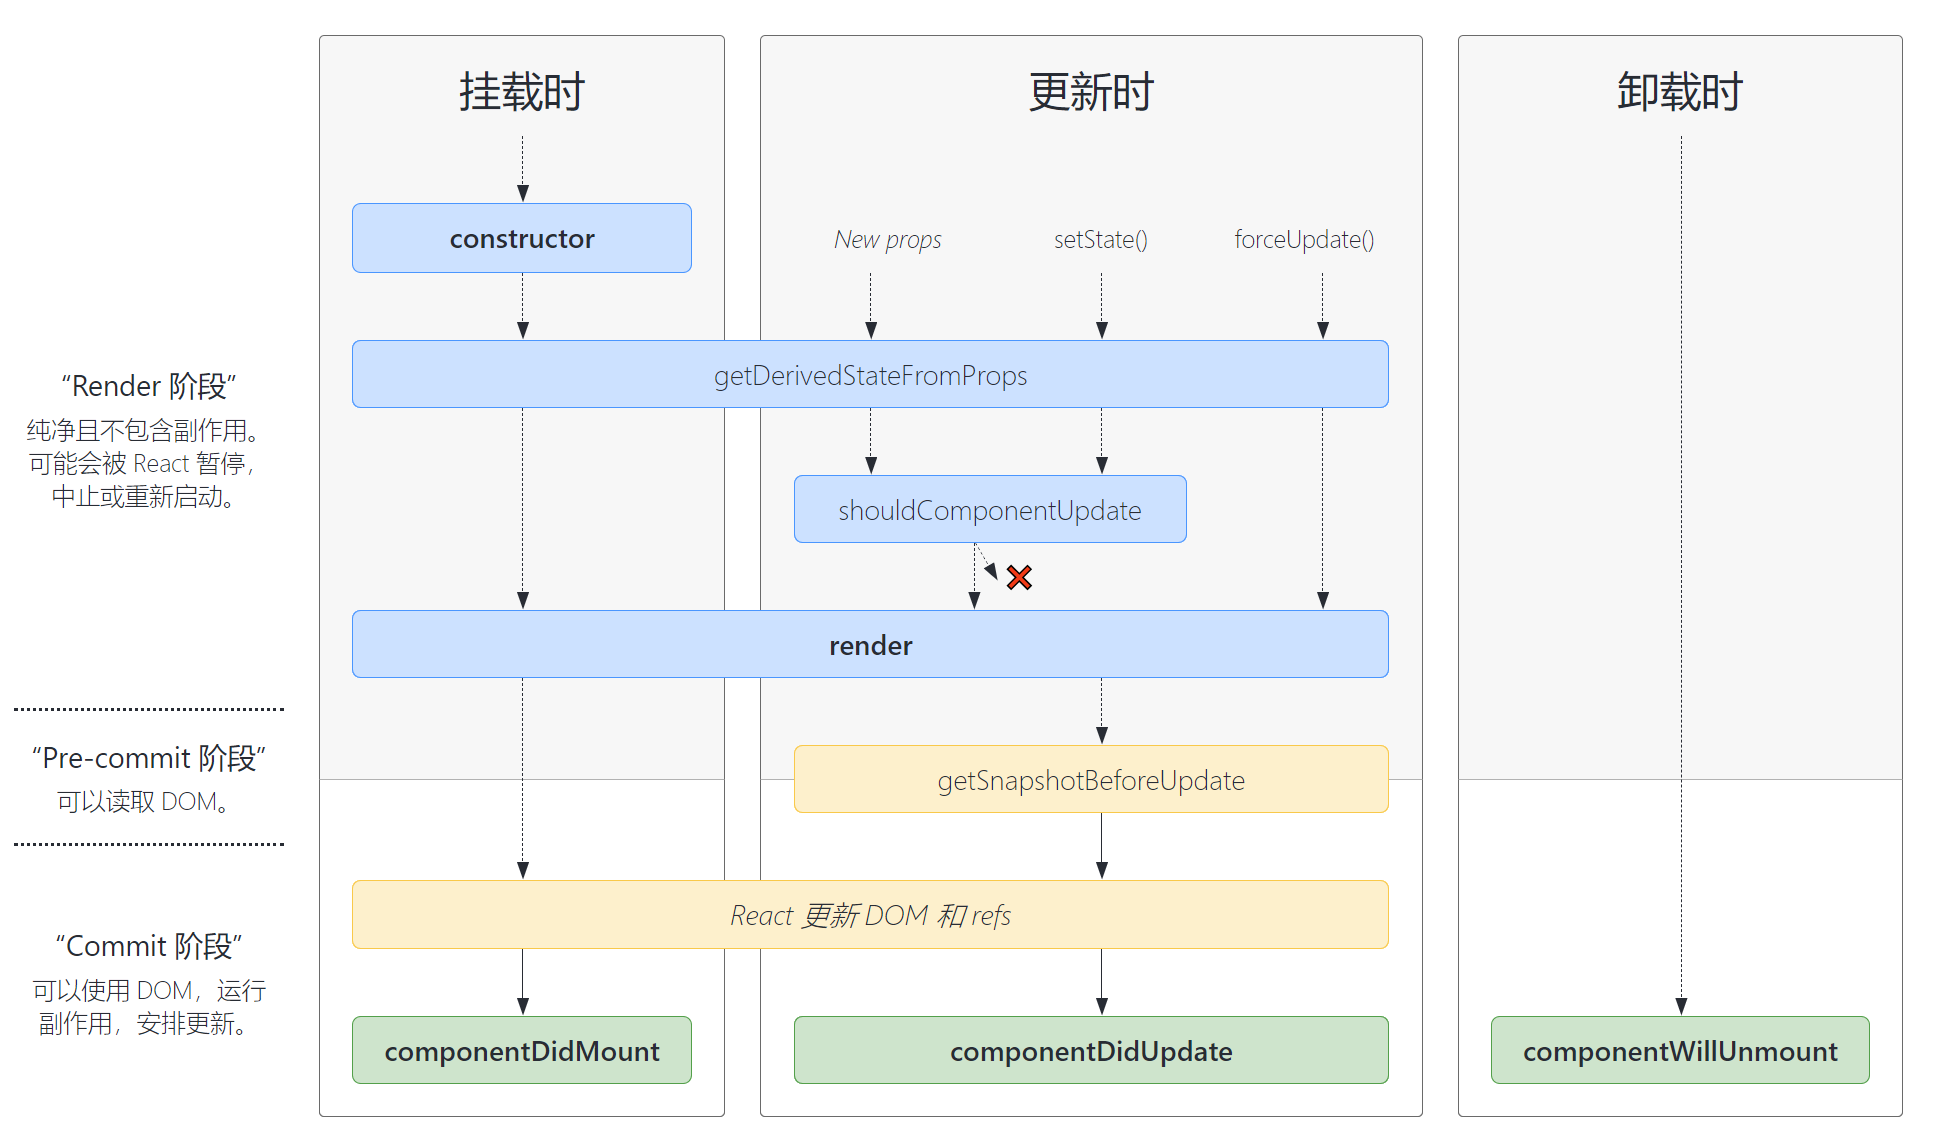 挂载时
更新时
卸载时
constructor
New props
setState()
forceUpdate()
getDerivedStateFromProps
“Render 阶段”
纯净且不包含副作用。
可能会被 React 暂停，
中止或重新启动。
shouldComponentUpdate
render
“Pre-commit 阶段”
可以读取 DOM。
getSnapshotBeforeUpdate
React 更新 DOM 和 refs
“Commit 阶段”
可以使用 DOM，运行
副作用，安排更新。
componentDidMount
componentDidUpdate
componentWillUnmount